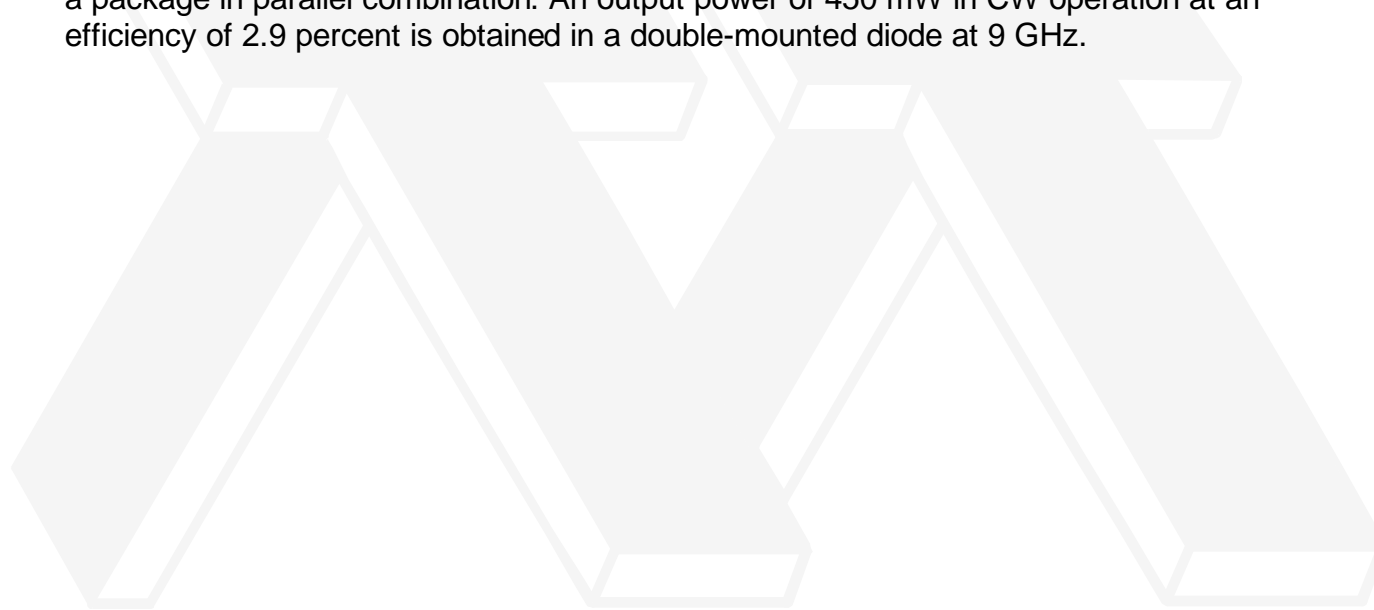 a package in parallel combination. An output power of 450 mW in CW operation at an
efficiency of 2.9 percent is obtained in a double-mounted diode at 9 GHz.